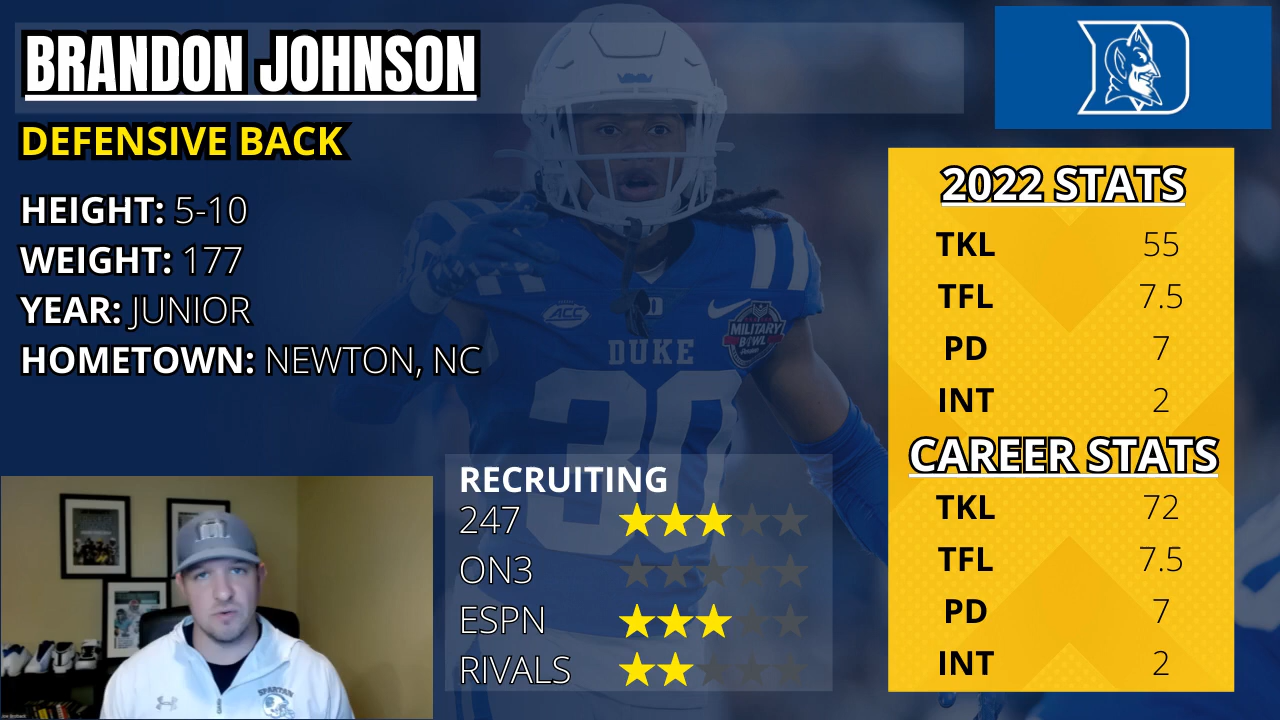 BRANDON JOHNSON
DEFENSIVE BACK
HEIGHT: 5-10
WEIGHT: 177
YEAR: JUNIOR
HOMETOWN: NEWTON, NC
2022 STATS
TKL 55
TFL 7.5
PD 7
INT 2
CAREER STATS
TKL 72
TFL 7.5
PD 7
INT 2
RECRUITING
247
ON3
ESPN
RIVALS
ACC
MILITARY
BOWL
DUKE
30
SPARTAN